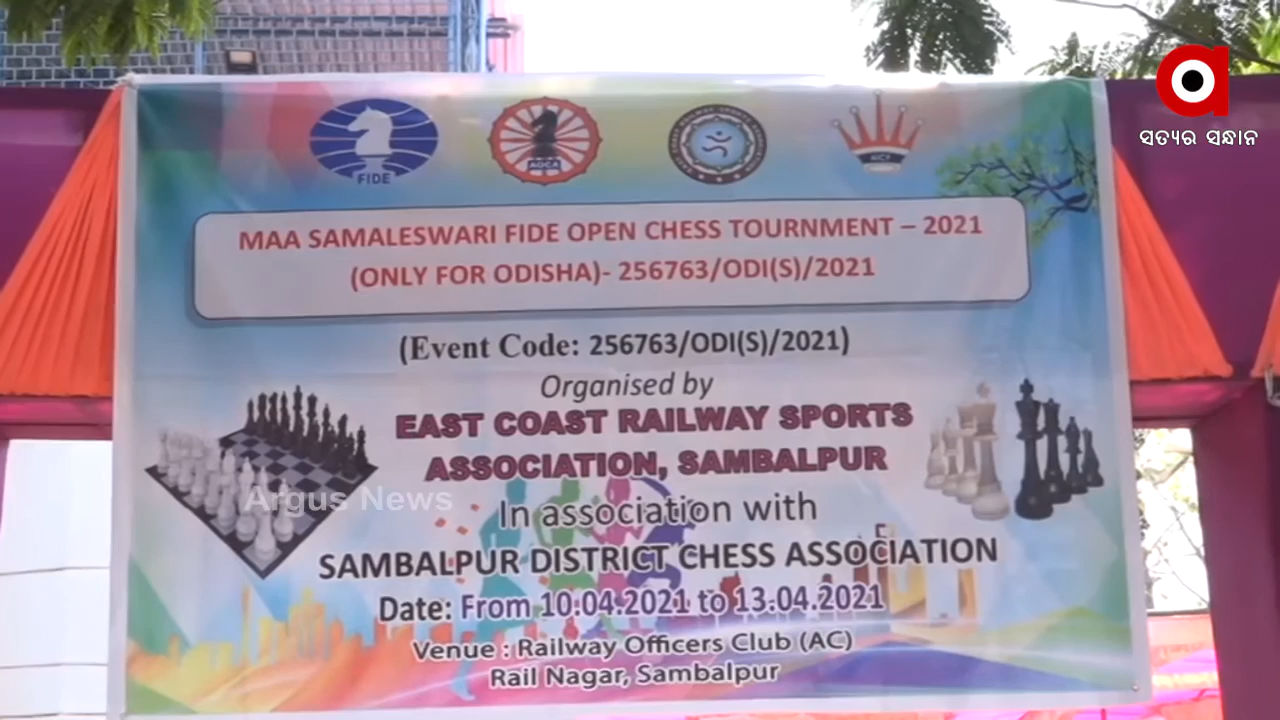 ସତ୍ୟର ସନ୍ଧାନ
FIDE
AOCA
AICF
MAA SAMALESWARI FIDE OPEN CHESS TOURNMENT – 2021
(ONLY FOR ODISHA)- 256763/ODI(S)/2021
(Event Code: 256763/ODI(S)/2021)
Organised by
EAST COAST RAILWAY SPORTS
ASSOCIATION, SAMBALPUR
Argus News
In association with
SAMBALPUR DISTRICT CHESS ASSOCIATION
Date: From 10.04.2021 to 13.04.2021
Venue : Railway Officers Club (AC)
Rail Nagar, Sambalpur